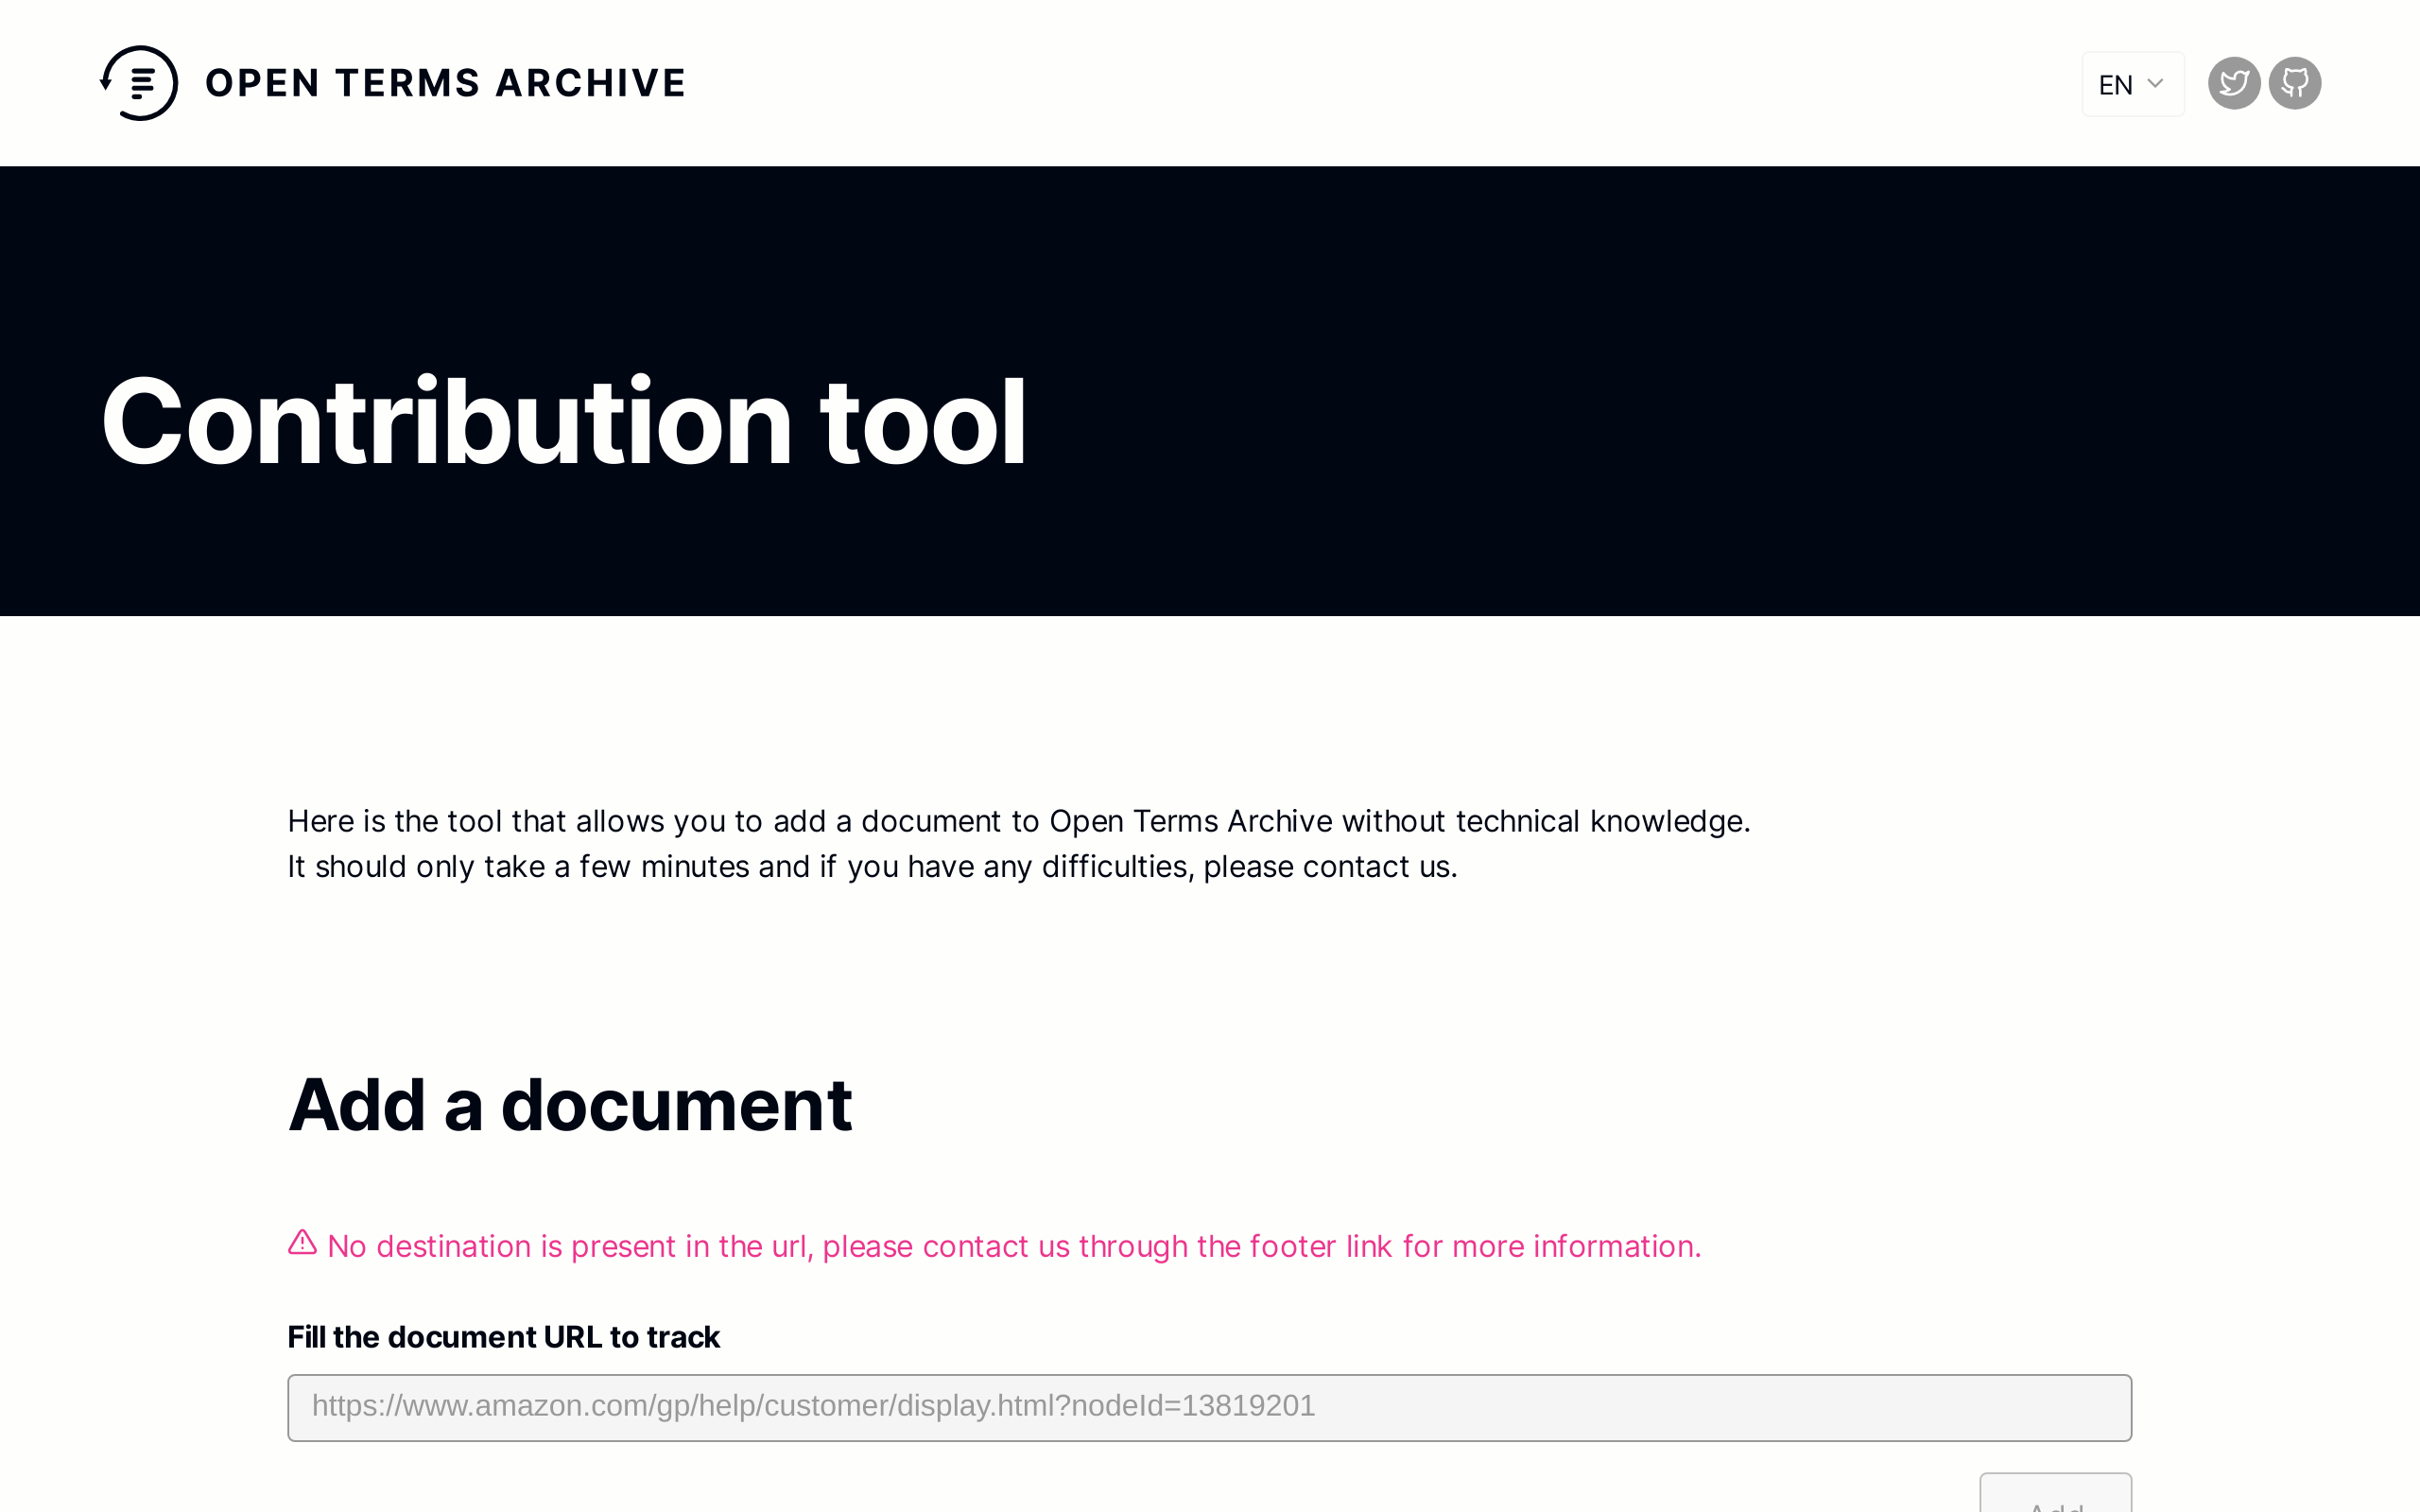 OPEN TERMS ARCHIVE
EN
Contribution tool
Here is the tool that allows you to add a document to Open Terms Archive without technical knowledge.
It should only take a few minutes and if you have any difficulties, please contact us.
Add a document
No destination is present in the url, please contact us through the footer link for more information.
Fill the document URL to track
https://www.amazon.com/gp/help/customer/display.html?nodeId=13819201
Add